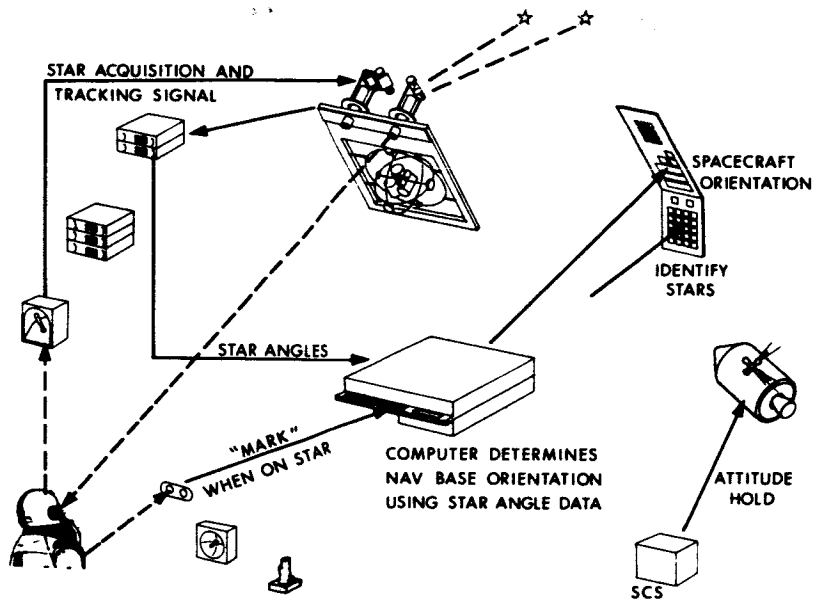 STAR ACQUISITION AND
TRACKING SIGNAL
SPACECRAFT
ORIENTATION
IDENTIFY
STARS
STAR ANGLES
"MARK"
WHEN ON STAR
COMPUTER DETERMINES
NAV BASE ORIENTATION
USING STAR ANGLE DATA
ATTITUDE
HOLD
SCS